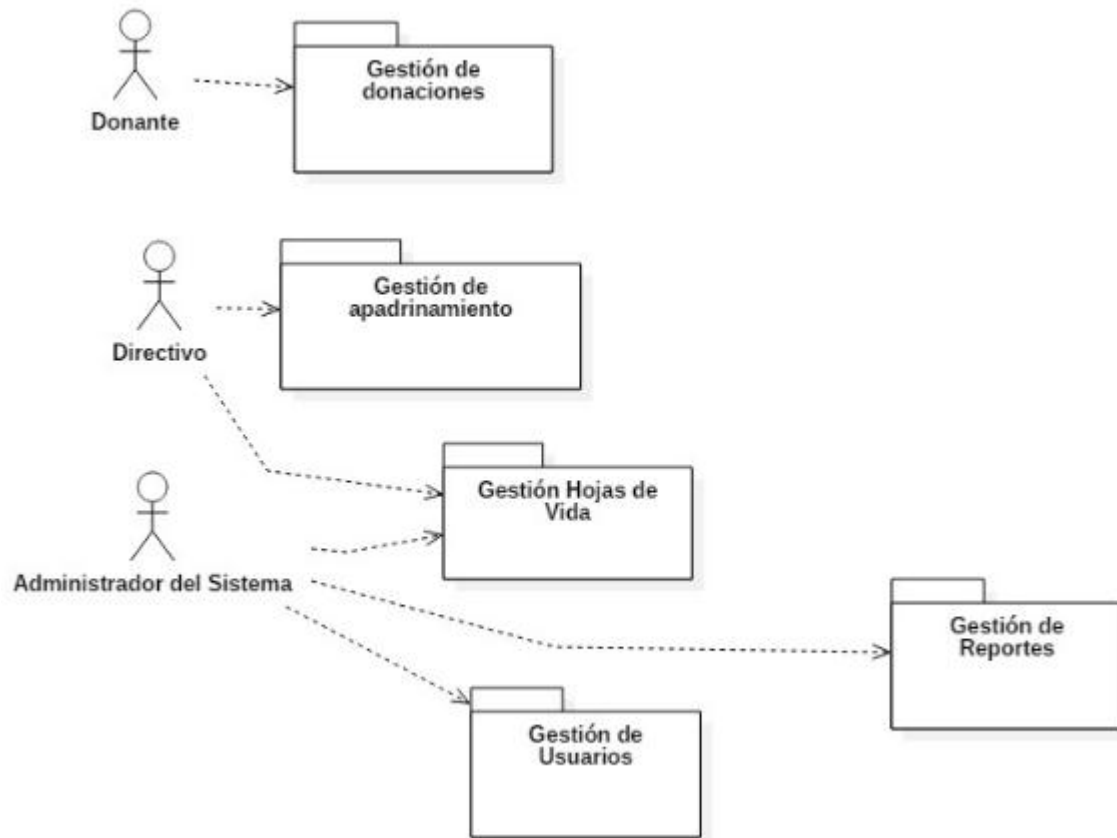 Gestión de
donaciones
Donante
Gestión de
apadrinamiento
Directivo
Gestión Hojas de
Vida
Administrador del Sistema
Gestión de
Reportes
Gestión de
Usuarios